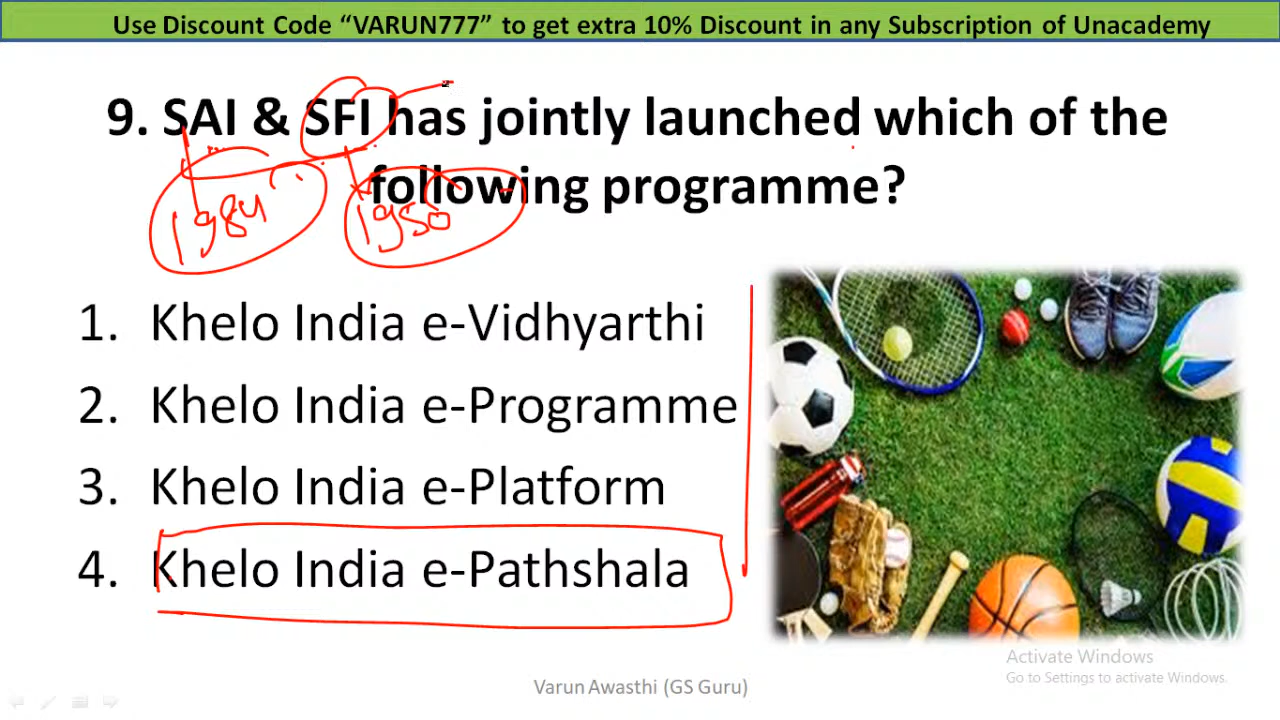 Use Discount Code “VARUN777” to get extra 10% Discount in any Subscription of Unacademy
9. SAI & SFI has jointly launched which of the
following programme?
1984 1950
1. Khelo India e-Vidhyarthi
2. Khelo India e-Programme
3. Khelo India e-Platform
4. Khelo India e-Pathshala
Activate Windows
Go to Settings to activate Windows.
Varun Awasthi (GS Guru)